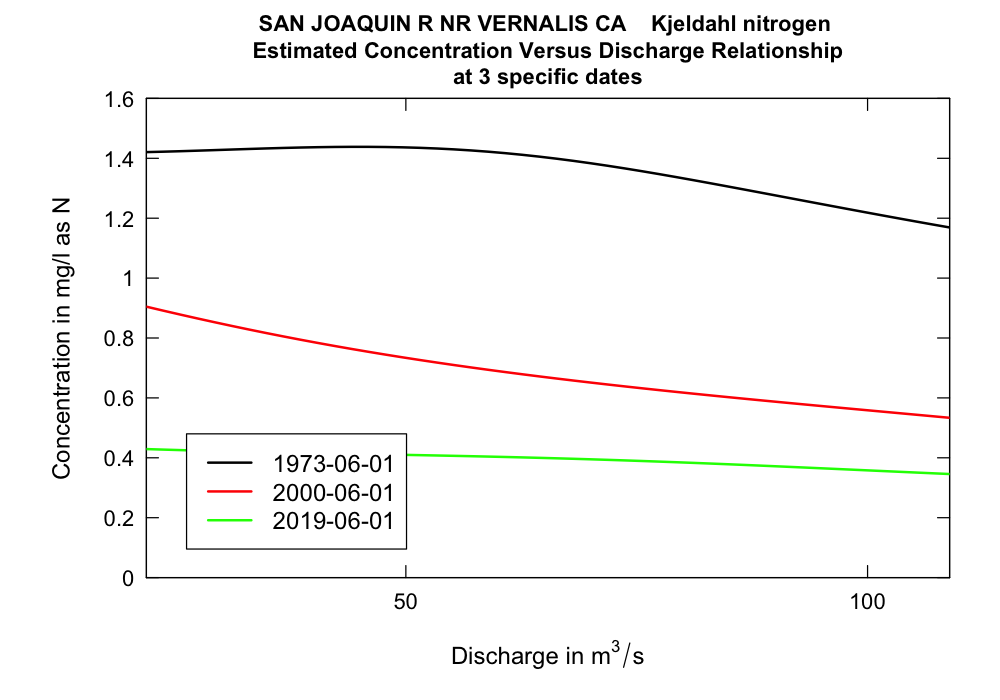 SAN JOAQUIN R NR VERNALIS CA    Kjeldahl nitrogen
Estimated Concentration Versus Discharge Relationship
at 3 specific dates
1.6
1.4
1.2
1
0.8
0.6
0.4
0.2
0
Concentration in mg/l as N
1973-06-01
2000-06-01
2019-06-01
50
100
Discharge in m³/s